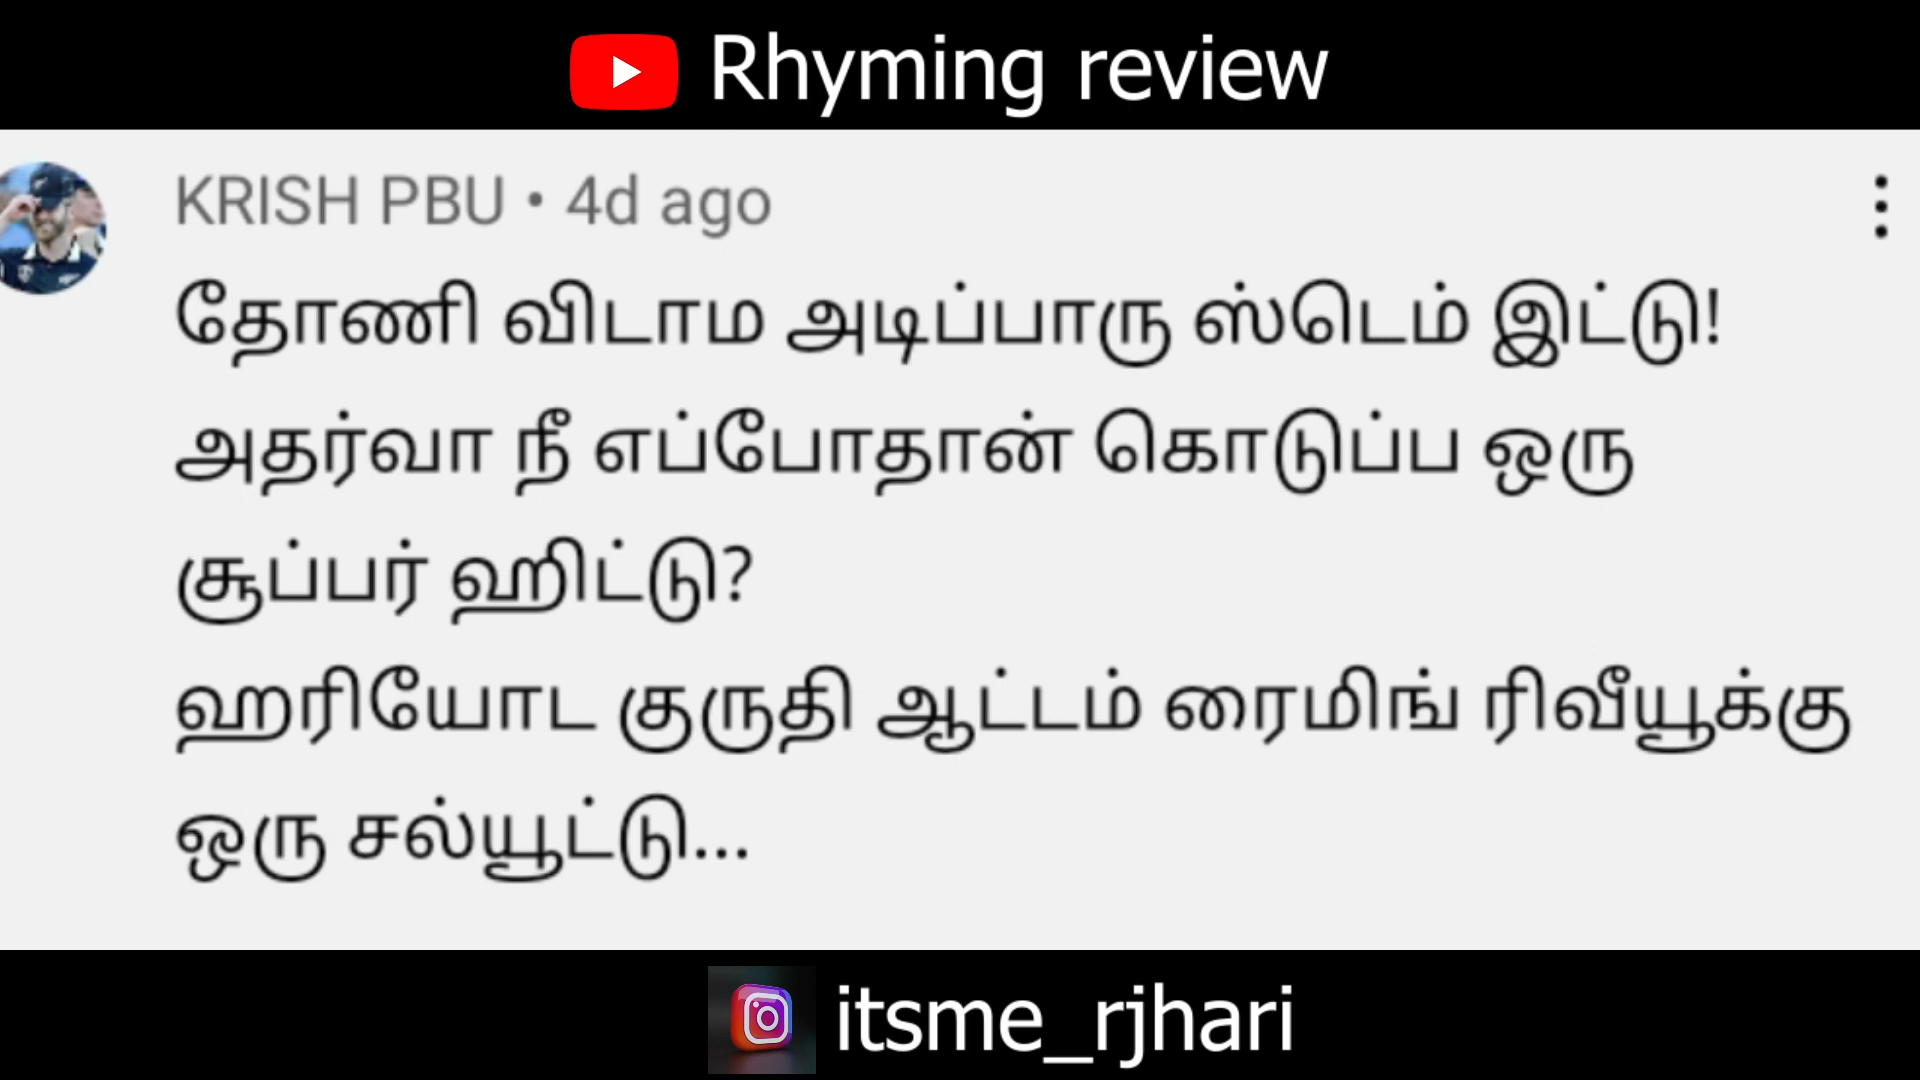 Rhyming review
KRISH PBU • 4d ago
தோணி விடாம அடிப்பாரு ஸ்டெம் இட்டு!
அதர்வா நீ எப்போதான் கொடுப்ப ஒரு
சூப்பர் ஹிட்டு?
ஹரியோட குருதி ஆட்டம் ரைமிங் ரிவீயூக்கு
ஒரு சல்யூட்டு...
itsme_rjhari